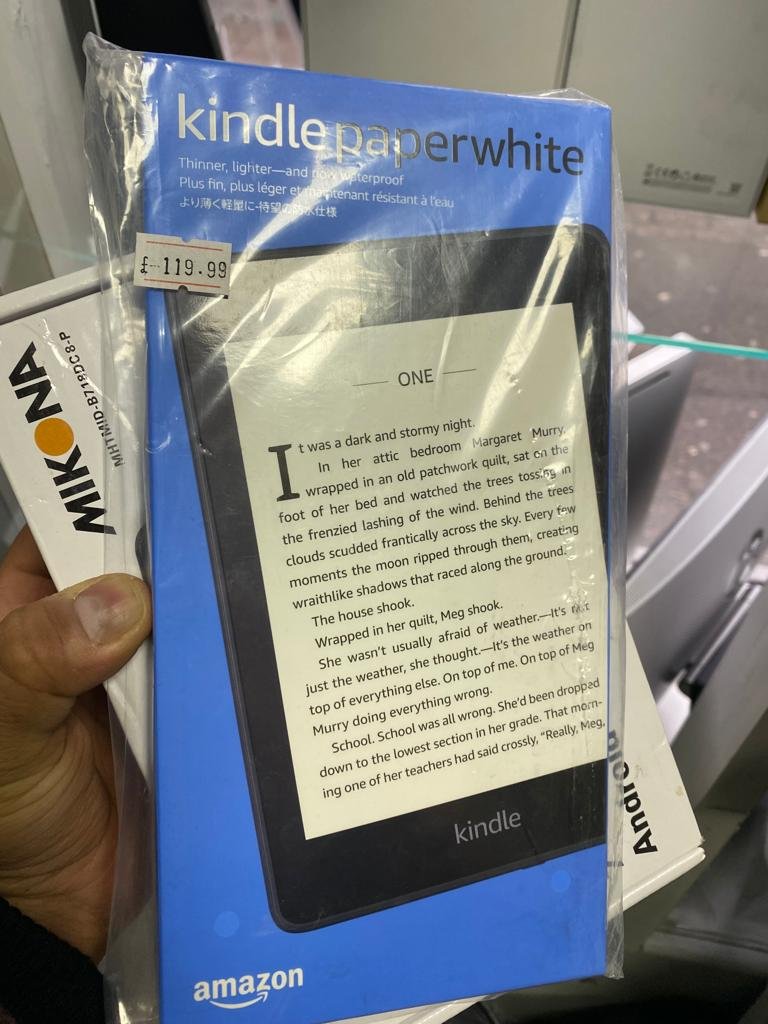 kindle paperwhite
Thinner, lighter—and now waterproof
Plus fin, plus léger et maintenant résistant à l'eau
より薄く軽量に-待望の防水仕様
£ 119.99
MIKONA
MHT MID-B718DC 8-P
ONE
It was a dark and stormy night.
In her attic bedroom Margaret Murry,
wrapped in an old patchwork quilt, sat on the
foot of her bed and watched the trees tossing in
the frenzied lashing of the wind. Behind the trees
clouds scudded frantically across the sky. Every few
moments the moon ripped through them, creating
wraithlike shadows that raced along the ground.
The house shook.
Wrapped in her quilt, Meg shook.
She wasn't usually afraid of weather.—It's not
just the weather, she thought.—It's the weather on
top of everything else. On top of me. On top of Meg
Murry doing everything wrong.
School. School was all wrong. She'd been dropped
down to the lowest section in her grade. That morn-
ing one of her teachers had said crossly, "Really, Meg,
kindle
amazon
Andro